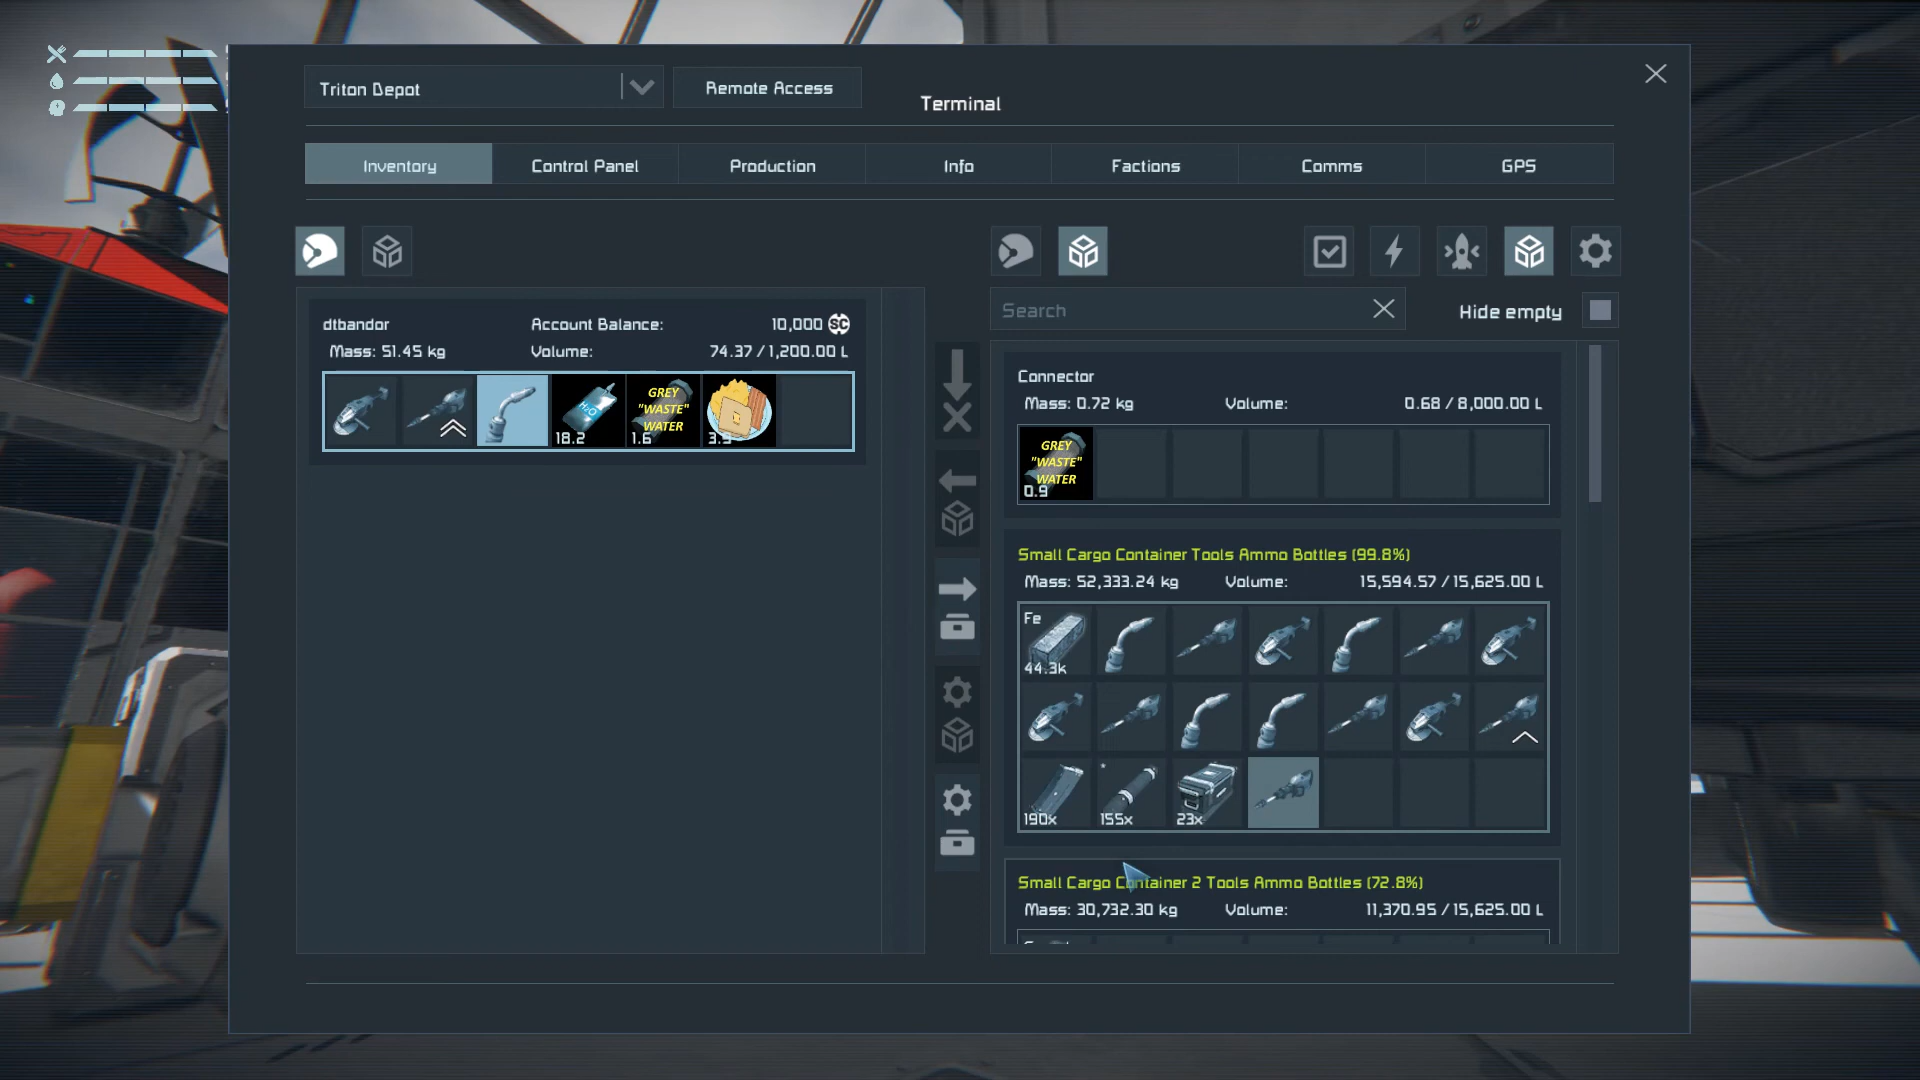 Triton Depot
Remote Access
Terminal
Inventory
Control Panel
Production
Info
Factions
Comms
GPS
Search
Hide empty
dtbandor
Account Balance:
10,000 SC
Mass: 51.45 kg
Volume:
74.37 / 1,200.00 L
H2O
18.2
GREY
"WASTE"
WATER
1.6
3.9
Connector
Mass: 0.72 kg
Volume:
0.68 / 8,000.00 L
GREY
"WASTE"
WATER
0.9
Small Cargo Container Tools Ammo Bottles (99.8%)
Mass: 52,333.24 kg
Volume:
15,594.57 / 15,625.00 L
Fe
44.3k
190x
155x
23x
Small Cargo Container 2 Tools Ammo Bottles (72.8%)
Mass: 30,732.30 kg
Volume:
11,370.95 / 15,625.00 L